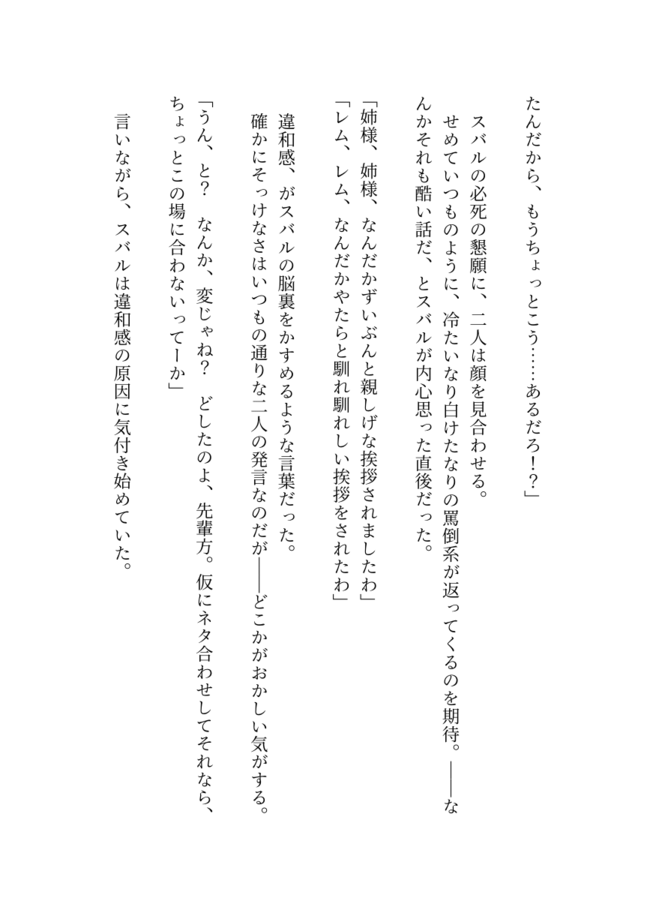 たんだから、もうちょっとこう……あるだろ！？」
　スバルの必死の懇願に、二人は顔を見合わせる。
　せめていつものように、冷たいなり白けたなりの罵倒系が返ってくるのを期待。――な
んかそれも酷い話だ、とスバルが内心思った直後だった。
「姉様、姉様、なんだかずいぶんと親しげな挨拶されましたわ」
「レム、レム、なんだかやたらと馴れ馴れしい挨拶をされたわ」
　違和感、がスバルの脳裏をかすめるような言葉だった。
　確かにそっけなさはいつもの通りな二人の発言なのだが――どこかがおかしい気がする。
「うん、と？　なんか、変じゃね？　どしたのよ、先輩方。仮にネタ合わせしてそれなら、
ちょっとこの場に合わないってーか」
　言いながら、スバルは違和感の原因に気付き始めていた。